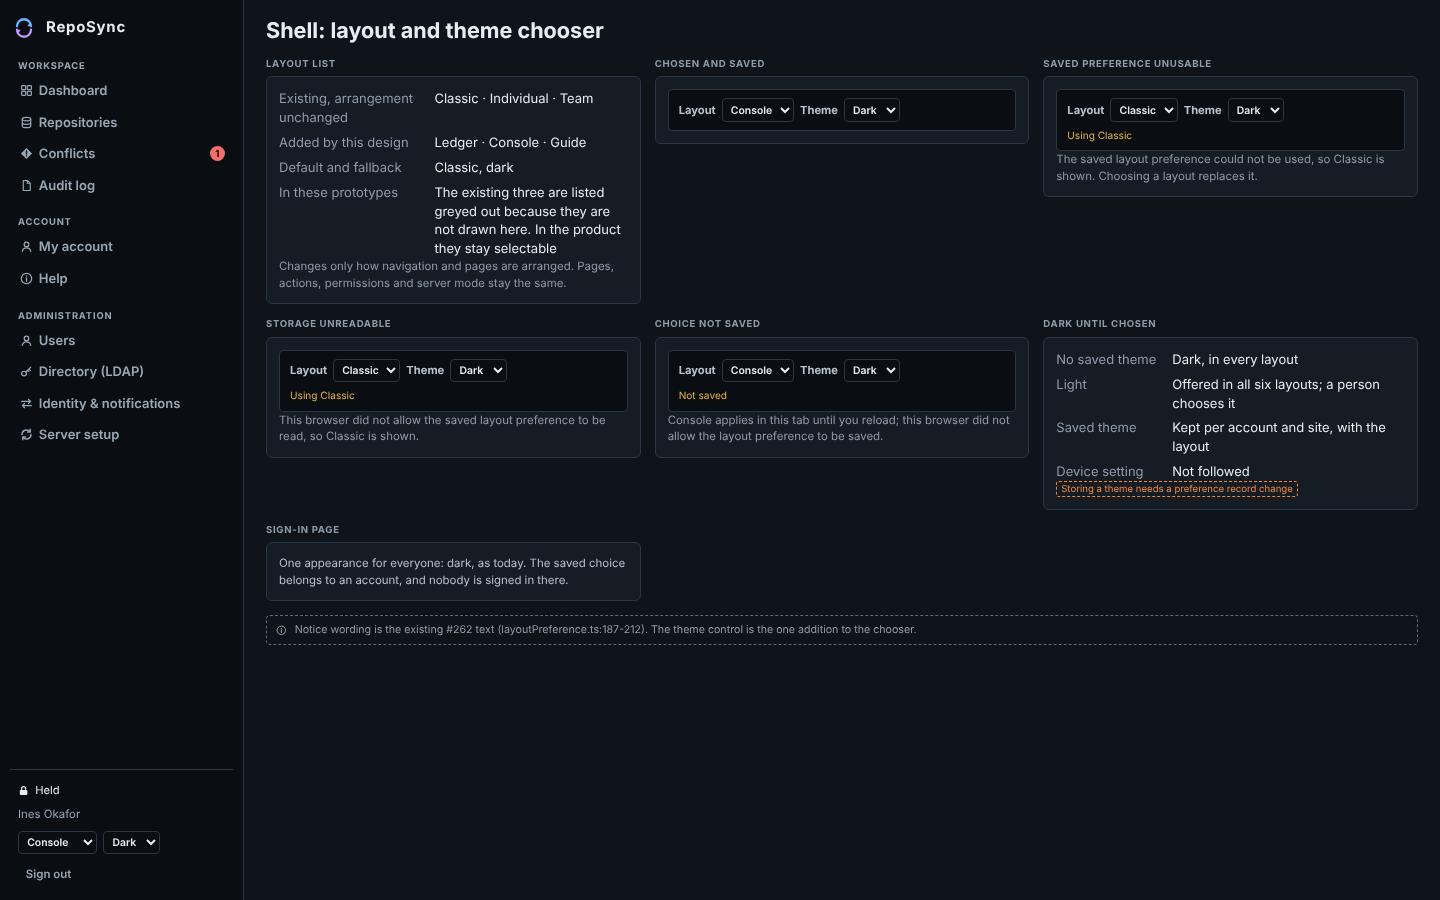 RepoSync
WORKSPACE
Dashboard
Repositories
Conflicts
1
Audit log
ACCOUNT
My account
Help
ADMINISTRATION
Users
Directory (LDAP)
Identity & notifications
Server setup
Held
Ines Okafor
Console
Dark
Sign out
Shell: layout and theme chooser
LAYOUT LIST
Existing, arrangement unchanged
Classic · Individual · Team
Added by this design
Ledger · Console · Guide
Default and fallback
Classic, dark
In these prototypes
The existing three are listed
greyed out because they are
not drawn here. In the product
they stay selectable
Changes only how navigation and pages are arranged. Pages,
actions, permissions and server mode stay the same.
CHOSEN AND SAVED
Layout Console Theme Dark
SAVED PREFERENCE UNUSABLE
Layout Classic Theme Dark
Using Classic
The saved layout preference could not be used, so Classic is
shown. Choosing a layout replaces it.
STORAGE UNREADABLE
Layout Classic Theme Dark
Using Classic
This browser did not allow the saved layout preference to be
read, so Classic is shown.
CHOICE NOT SAVED
Layout Console Theme Dark
Not saved
Console applies in this tab until you reload; this browser did not
allow the layout preference to be saved.
DARK UNTIL CHOSEN
No saved theme
Dark, in every layout
Light
Offered in all six layouts; a person
chooses it
Saved theme
Kept per account and site, with the
layout
Device setting
Not followed
Storing a theme needs a preference record change
SIGN-IN PAGE
One appearance for everyone: dark, as today. The saved choice
belongs to an account, and nobody is signed in there.
Notice wording is the existing #262 text (layoutPreference.ts:187-212). The theme control is the one addition to the chooser.